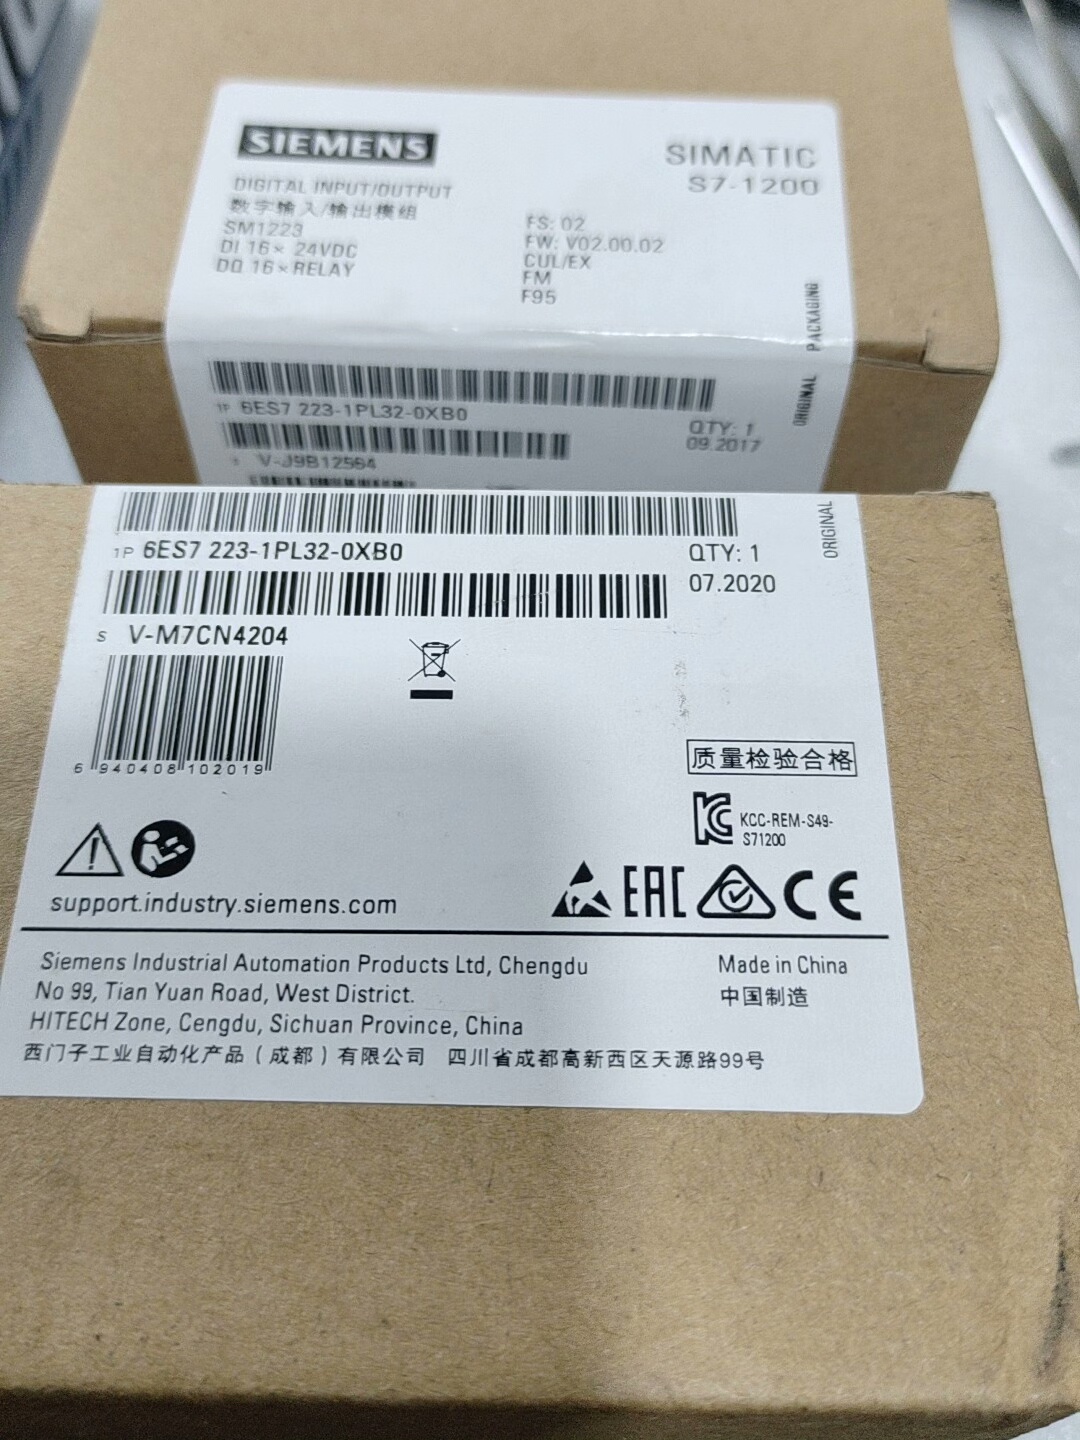 SIEMENS
SIMATIC
S7-1200
DIGITAL INPUT/OUTPUT
数字输入/输出模组
SM1223
DI 16× 24VDC
DQ 16×RELAY
FS: 02
FW: V02.00.02
CUL/EX
FM
F95
ORIGINAL PACKAGING
1P 6ES7 223-1PL32-0XB0
QTY: 1
09.2017
S V-J9B12564
1P 6ES7 223-1PL32-0XB0
QTY: 1
07.2020
ORIGINAL
S V-M7CN4204
6 940408 102019
质量检验合格
KCC-REM-S49-
S71200
EAC CE
support.industry.siemens.com
Siemens Industrial Automation Products Ltd, Chengdu
No 99, Tian Yuan Road, West District.
HITECH Zone, Cengdu, Sichuan Province, China
Made in China
中国制造
西门子工业自动化产品（成都）有限公司 四川省成都高新西区天源路99号